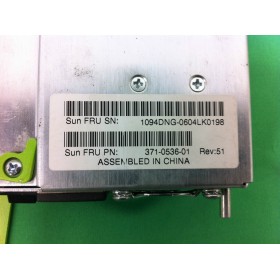 Sun FRU SN: 1094DNG-0604LK0198
Sun FRU PN: 371-0536-01 Rev:51
ASSEMBLED IN CHINA